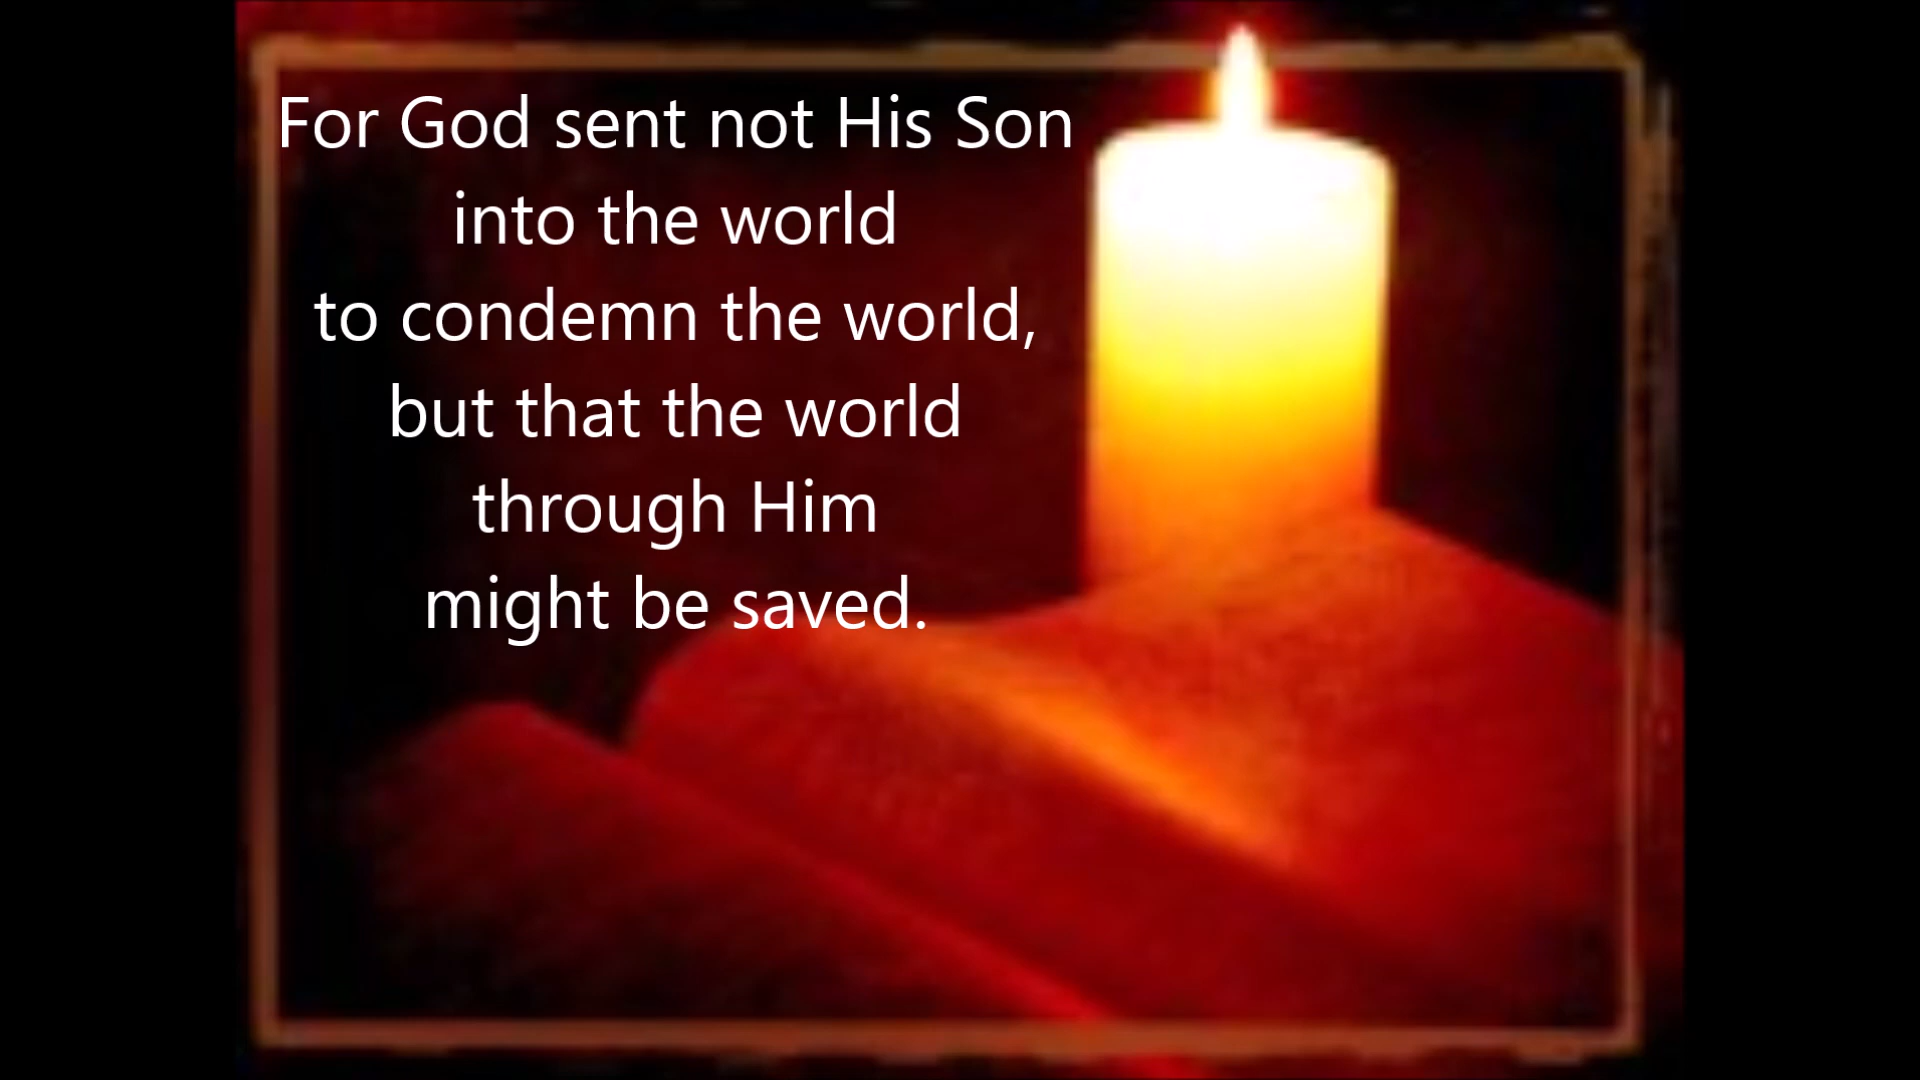 For God sent not His Son
into the world
to condemn the world,
but that the world
through Him
might be saved.